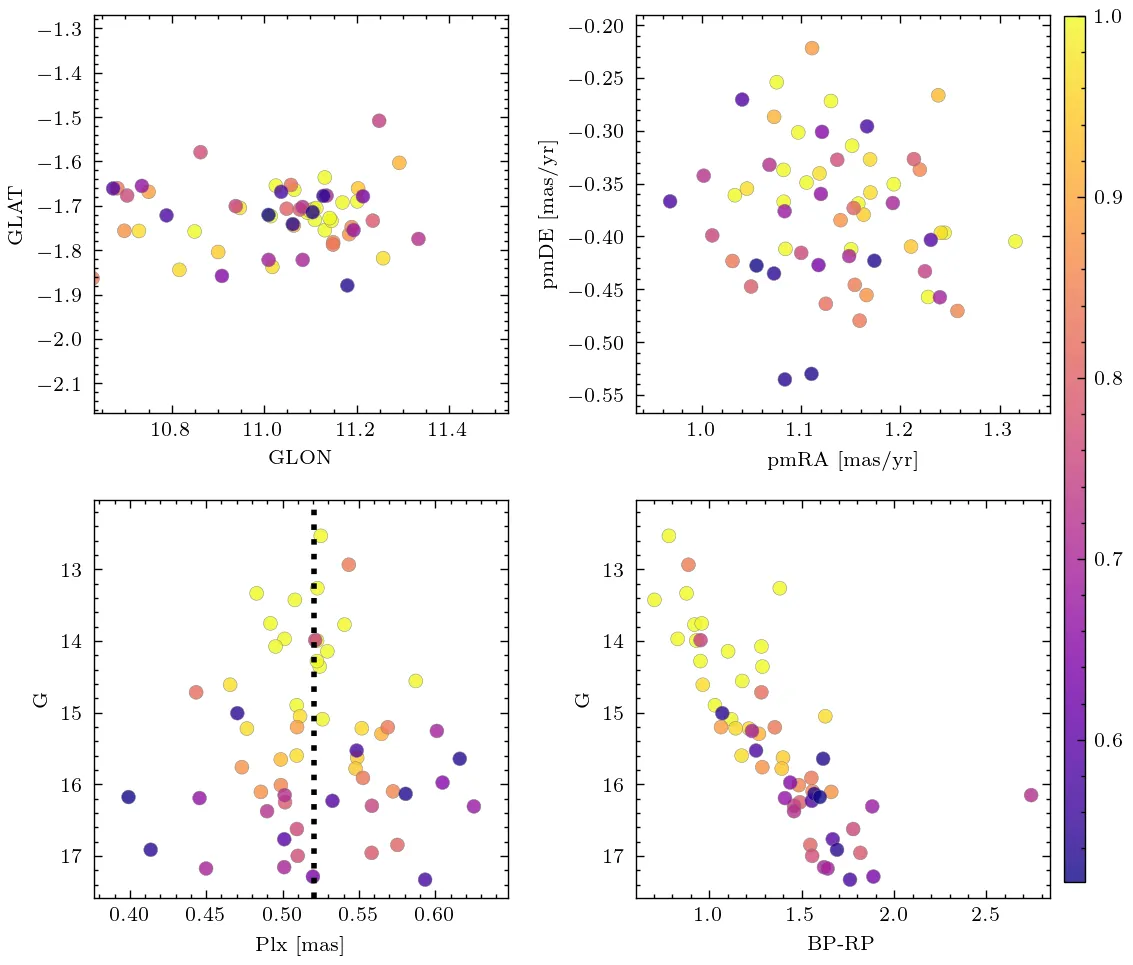 −1.3
−1.4
−1.5
−1.6
−1.7
−1.8
−1.9
−2.0
−2.1
GLAT
10.8 11.0 11.2 11.4
GLON
−0.20
−0.25
−0.30
−0.35
−0.40
−0.45
−0.50
−0.55
pmDE [mas/yr]
1.0 1.1 1.2 1.3
pmRA [mas/yr]
1.0
0.9
0.8
0.7
0.6
13
14
15
16
17
G
0.40 0.45 0.50 0.55 0.60
Plx [mas]
13
14
15
16
17
G
1.0 1.5 2.0 2.5
BP-RP